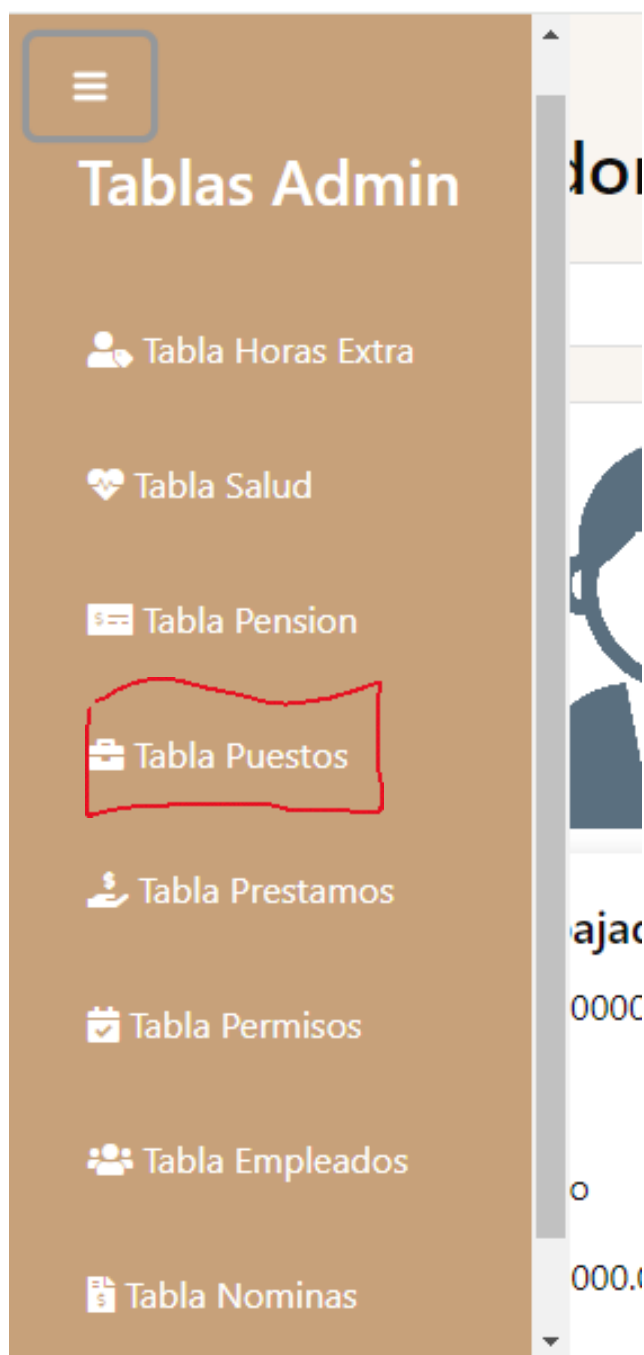 Tablas Admin
Tabla Horas Extra
Tabla Salud
Tabla Pension
Tabla Puestos
Tabla Prestamos
Tabla Permisos
Tabla Empleados
Tabla Nominas